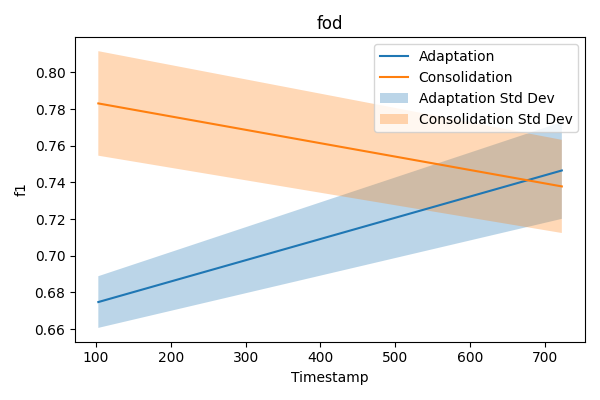 fod
Adaptation
Consolidation
Adaptation Std Dev
Consolidation Std Dev
f1
0.80
0.78
0.76
0.74
0.72
0.70
0.68
0.66
100 200 300 400 500 600 700
Timestamp